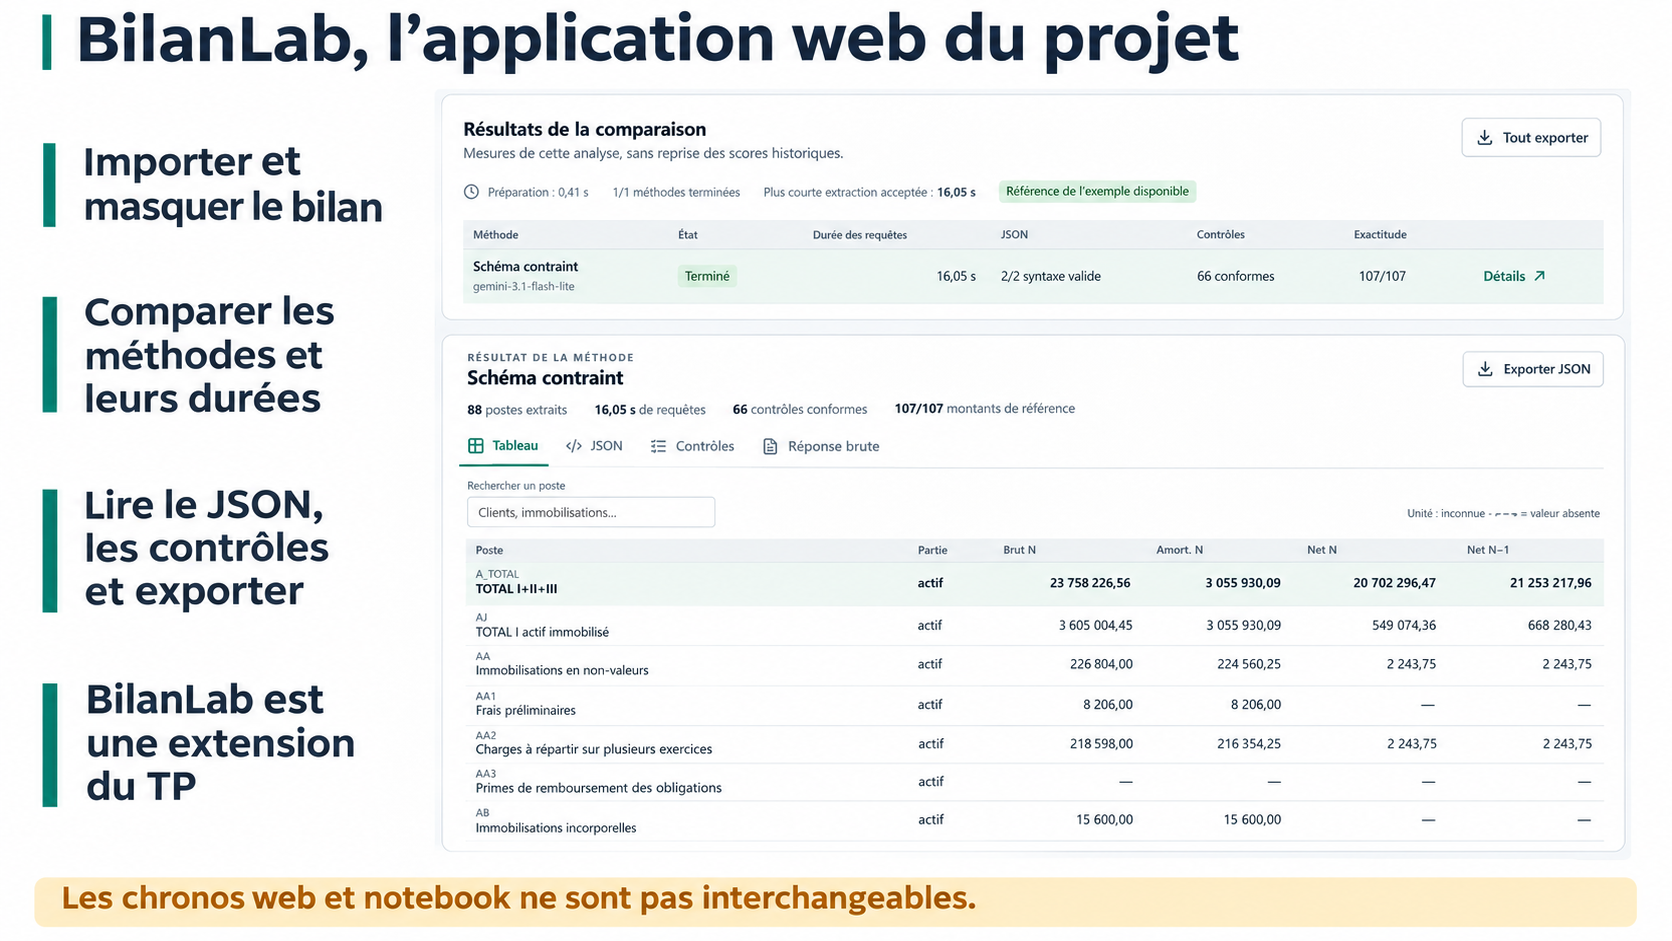 BilanLab, l’application web du projet
Importer et
masquer le bilan
Comparer les
méthodes et
leurs durées
Lire le JSON,
les contrôles
et exporter
BilanLab est
une extension
du TP
Résultats de la comparaison
Tout exporter
Mesures de cette analyse, sans reprise des scores historiques.
Préparation : 0,41 s 1/1 méthodes terminées Plus courte extraction acceptée : 16,05 s Référence de l’exemple disponible
Méthode État Durée des requêtes JSON Contrôles Exactitude
Schéma contraint
gemini-3.1-flash-lite
Terminé 16,05 s 2/2 syntaxe valide 66 conformes 107/107 Détails
RÉSULTAT DE LA MÉTHODE
Schéma contraint
Exporter JSON
88 postes extraits 16,05 s de requêtes 66 contrôles conformes 107/107 montants de référence
Tableau </> JSON Contrôles Réponse brute
Rechercher un poste
Clients, immobilisations...
Unité : inconnue - --- = valeur absente
Poste Partie Brut N Amort. N Net N Net N–1
A_TOTAL
TOTAL I+II+III actif 23 758 226,56 3 055 930,09 20 702 296,47 21 253 217,96
AJ
TOTAL I actif immobilisé actif 3 605 004,45 3 055 930,09 549 074,36 668 280,43
AA
Immobilisations en non-valeurs actif 226 804,00 224 560,25 2 243,75 2 243,75
AA1
Frais préliminaires actif 8 206,00 8 206,00 — —
AA2
Charges à répartir sur plusieurs exercices actif 218 598,00 216 354,25 2 243,75 2 243,75
AA3
Primes de remboursement des obligations actif — — — —
AB
Immobilisations incorporelles actif 15 600,00 15 600,00 — —
Les chronos web et notebook ne sont pas interchangeables.